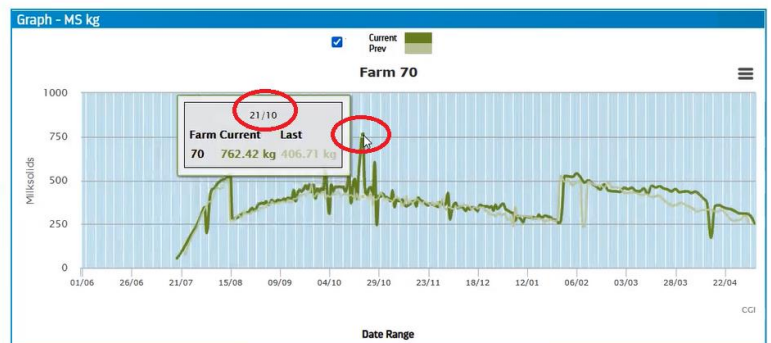 Graph - MS kg
Current
Prev
Farm 70
1000
750
500
250
0
Milksolids
21/10
Farm Current Last
70 762.42 kg 406.71 kg
01/06 26/06 21/07 15/08 09/09 04/10 29/10 23/11 18/12 12/01 06/02 03/03 28/03 22/04
CGI
Date Range